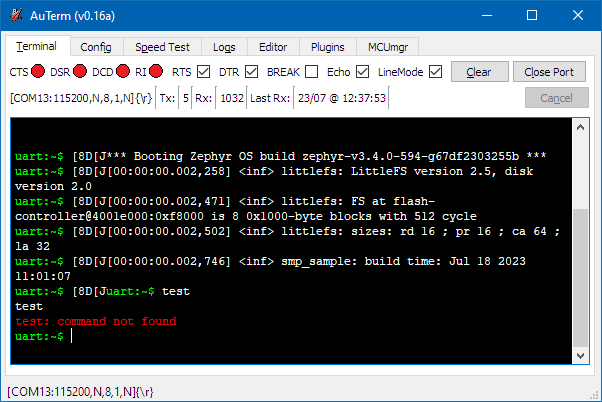 AuTerm (v0.16a)
Terminal Config Speed Test Logs Editor Plugins MCUmgr
CTS DSR DCD RI RTS DTR BREAK Echo LineMode Clear Close Port
[COM13:115200,N,8,1,N]{\r} Tx: 5 Rx: 1032 Last Rx: 23/07 @ 12:37:53 Cancel
uart:~$ [8D[J*** Booting Zephyr OS build zephyr-v3.4.0-594-g67df2303255b ***
uart:~$ [8D[J[00:00:00.002,258] <inf> littlefs: LittleFS version 2.5, disk
version 2.0
uart:~$ [8D[J[00:00:00.002,471] <inf> littlefs: FS at flash-
controller@4001e000:0xf8000 is 8 0x1000-byte blocks with 512 cycle
uart:~$ [8D[J[00:00:00.002,502] <inf> littlefs: sizes: rd 16 ; pr 16 ; ca 64 ;
la 32
uart:~$ [8D[J[00:00:00.002,746] <inf> smp_sample: build time: Jul 18 2023
11:01:07
uart:~$ [8D[Juart:~$ test
test
test: command not found
uart:~$
[COM13:115200,N,8,1,N]{\r}